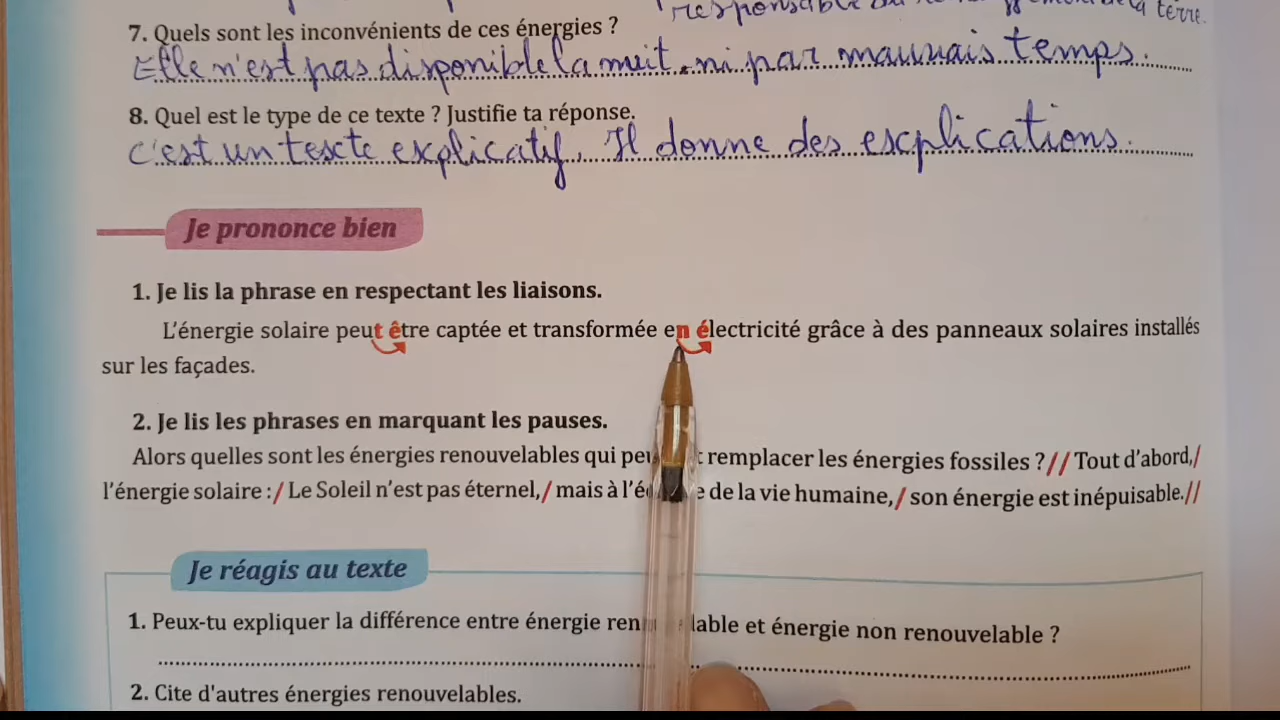 responsable
de la terre.
7. Quels sont les inconvénients de ces énergies ?
Elle n'est pas disponible la nuit, ni par mauvais temps.
8. Quel est le type de ce texte ? Justifie ta réponse.
C'est un texte explicatif, Il donne des explications.
Je prononce bien
1. Je lis la phrase en respectant les liaisons.
L'énergie solaire peut être captée et transformée en électricité grâce à des panneaux solaires installés
sur les façades.
2. Je lis les phrases en marquant les pauses.
Alors quelles sont les énergies renouvelables qui remplacer les énergies fossiles ?// Tout d'abord,/
l'énergie solaire :/ Le Soleil n'est pas éternel,/ mais à de la vie humaine,/ son énergie est inépuisable.//
Je réagis au texte
1. Peux-tu expliquer la différence entre énergie et énergie non renouvelable ?
2. Cite d'autres énergies renouvelables.